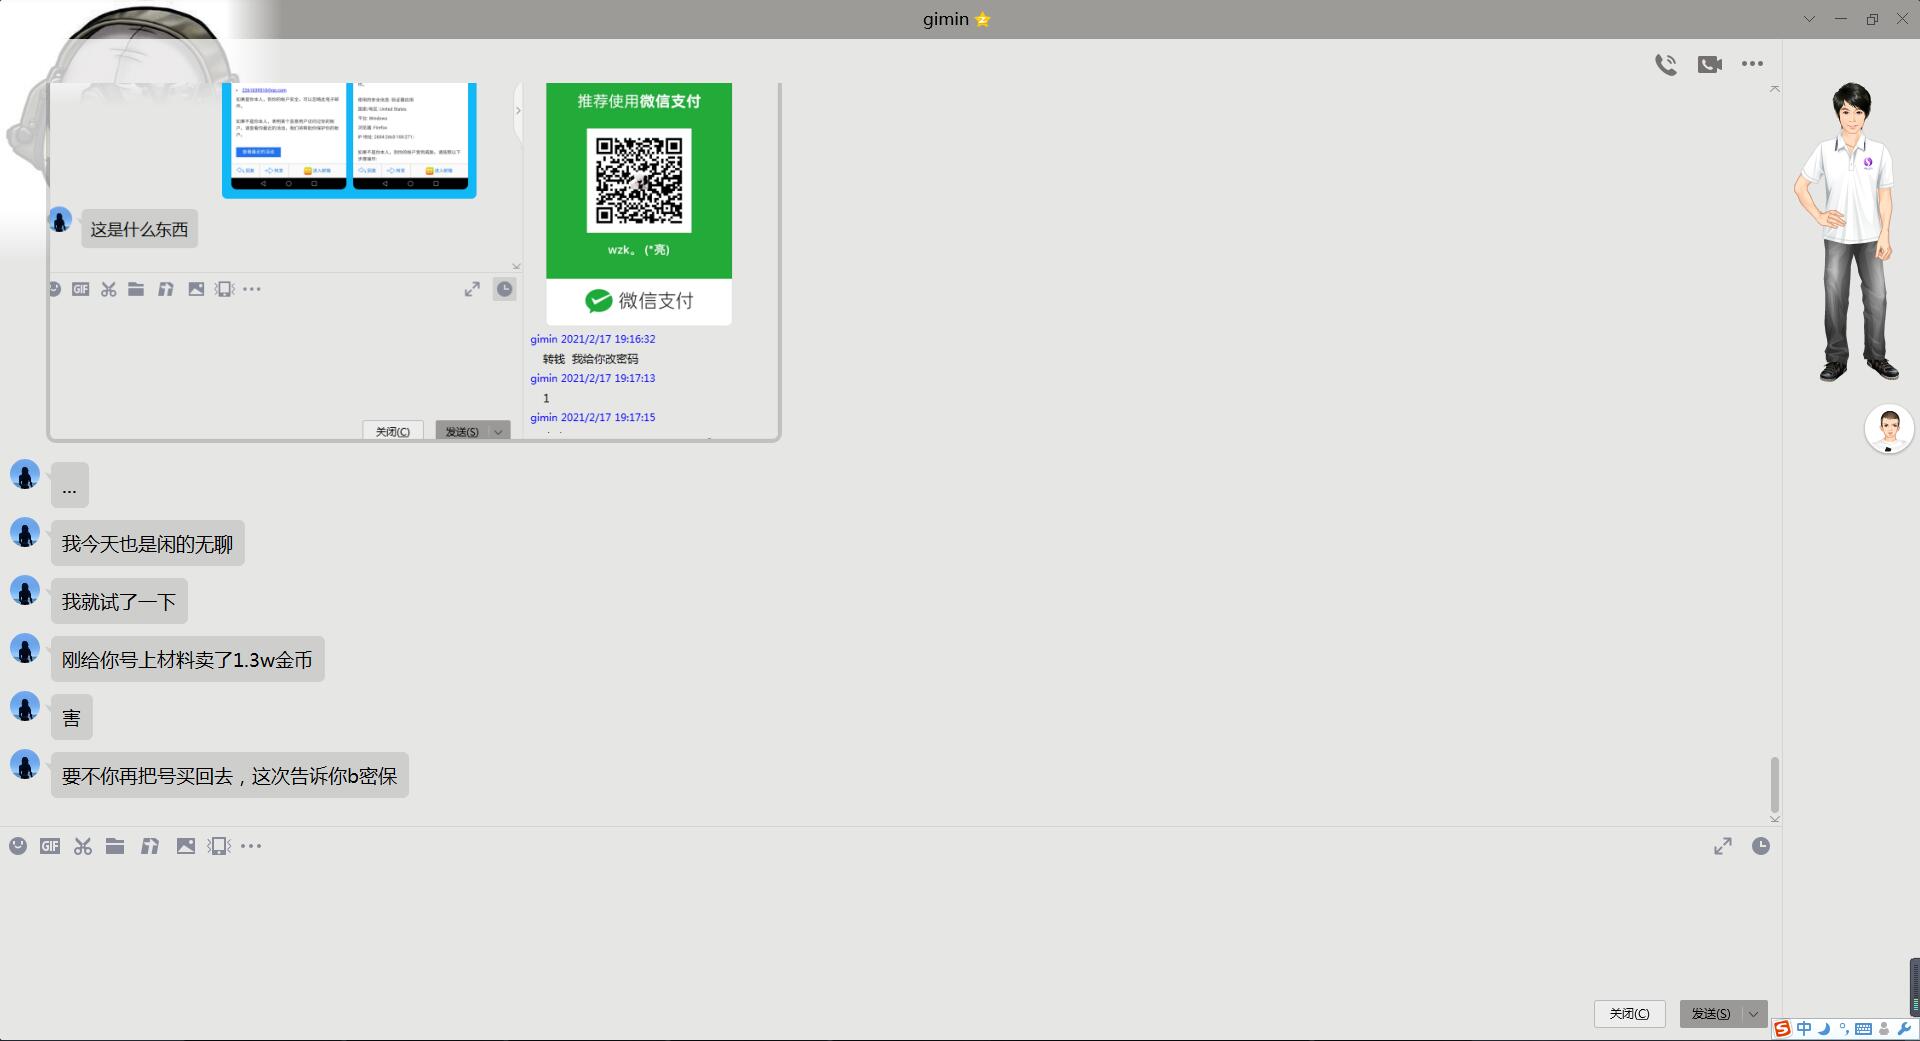 gimin
推荐使用微信支付
wzk。 (*亮)
微信支付
这是什么东西
GIF
关闭(C)
发送(S)
gimin 2021/2/17 19:16:32
转钱 我给你改密码
gimin 2021/2/17 19:17:13
1
gimin 2021/2/17 19:17:15
...
我今天也是闲的无聊
我就试了一下
刚给你号上材料卖了1.3w金币
害
要不你再把号买回去，这次告诉你b密保
GIF
关闭(C)
发送(S)
中